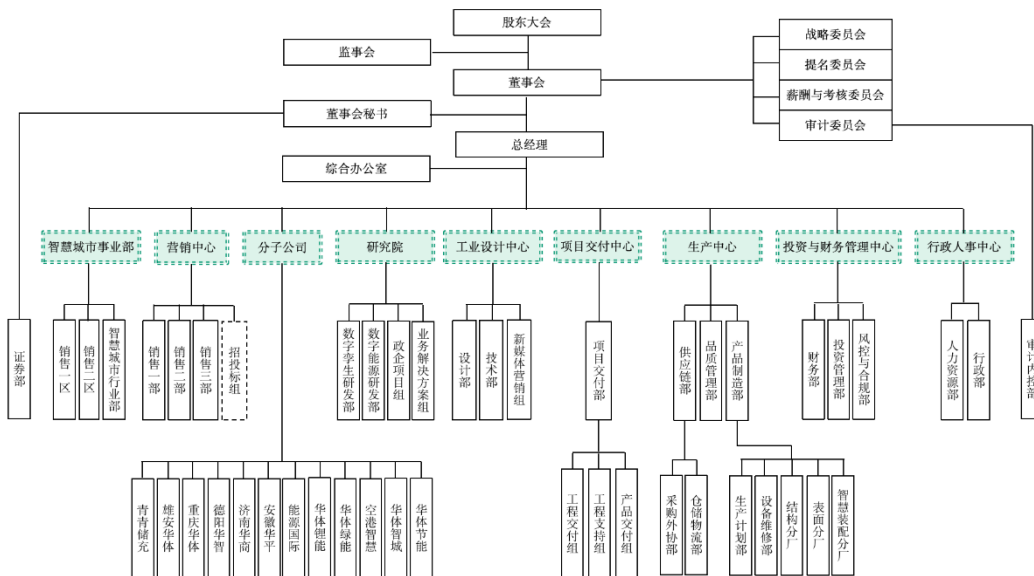 股东大会
监事会
董事会
战略委员会
提名委员会
薪酬与考核委员会
审计委员会
董事会秘书
总经理
综合办公室
智慧城市事业部
营销中心
分子公司
研究院
工业设计中心
项目交付中心
生产中心
投资与财务管理中心
行政人事中心
证券部
销售一区
销售二区
智慧城市行业部
销售一部
销售二部
销售三部
招投标组
数字孪生研发部
数字能源研发部
政企项目组
业务解决方案组
设计部
技术部
新媒体营销组
项目交付部
供应链部
品质管理部
产品制造部
财务部
投资管理部
风控与合规部
人力资源部
行政部
审计内控部
青青储充
雄安华体
重庆华体
德阳华智
济南华商
安徽华平
能源国际
华体锂能
华体绿能
空港智慧
华体智城
华体节能
工程交付组
工程支持组
产品交付组
采购外协部
仓储物流部
生产计划部
设备维修部
结构分厂
表面分厂
智慧装配分厂